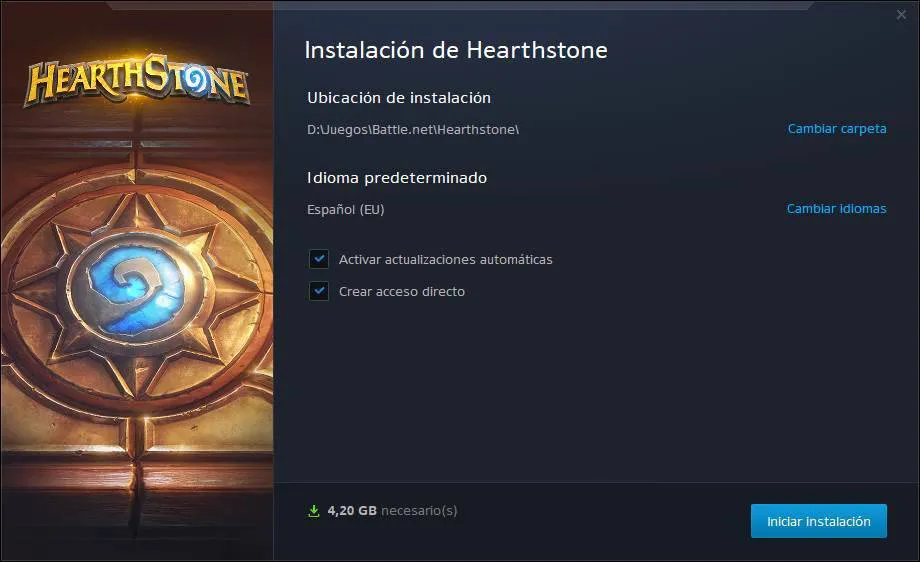 HEARTHSTONE
Instalación de Hearthstone
Ubicación de instalación
D:\Juegos\Battle.net\Hearthstone\
Cambiar carpeta
Idioma predeterminado
Español (EU)
Cambiar idiomas
Activar actualizaciones automáticas
Crear acceso directo
4,20 GB necesario(s)
Iniciar instalación